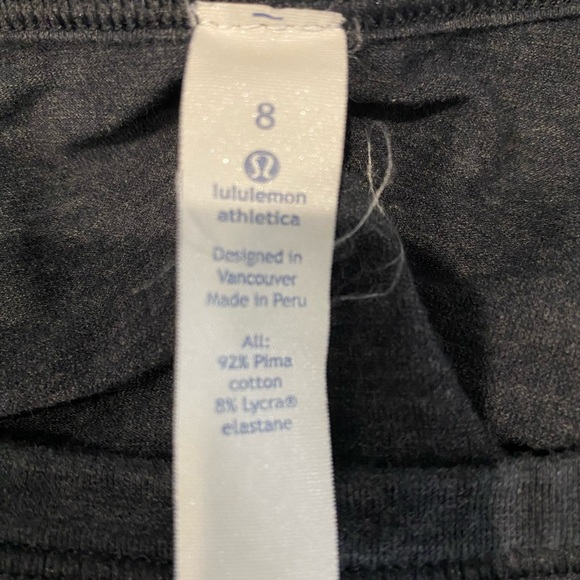 8
lululemon
athletica
Designed in
Vancouver
Made in Peru
All:
92% Pima
cotton
8% Lycra®
elastane